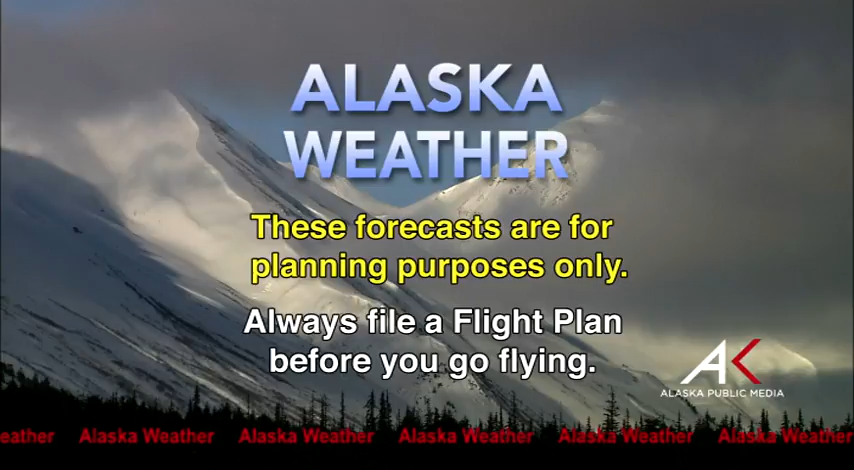 ALASKA
WEATHER
These forecasts are for
planning purposes only.
Always file a Flight Plan
before you go flying.
AK
ALASKA PUBLIC MEDIA
eather Alaska Weather Alaska Weather Alaska Weather Alaska Weather Alaska Weather